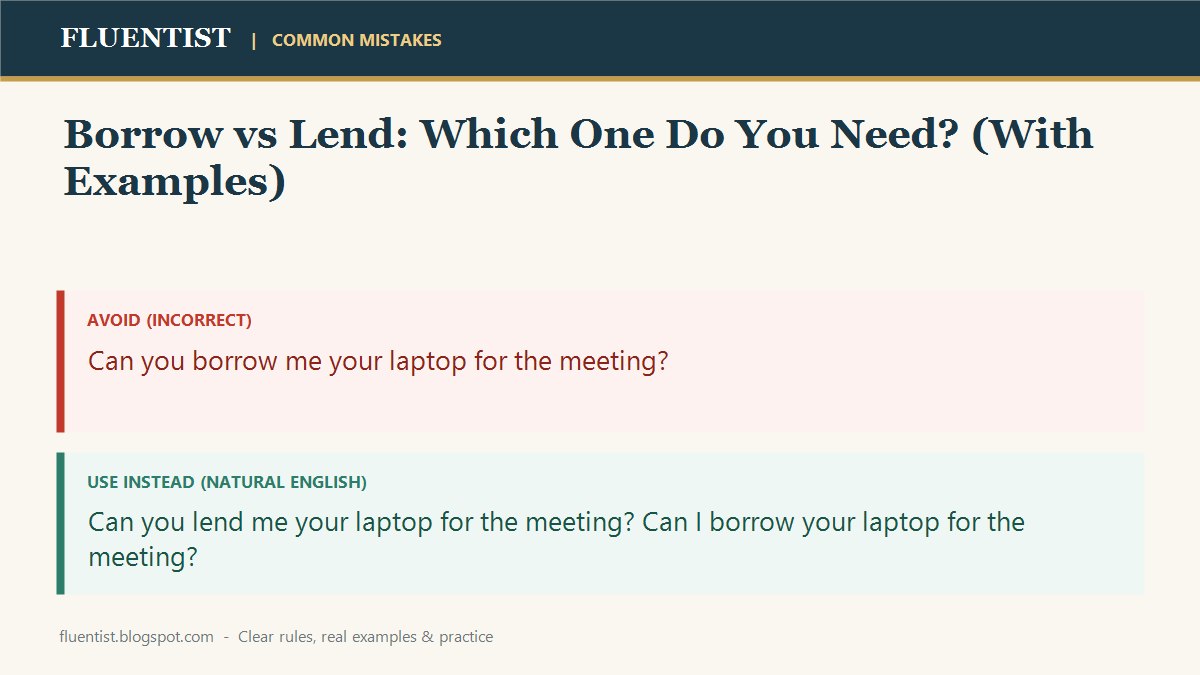 FLUENTIST | COMMON MISTAKES
Borrow vs Lend: Which One Do You Need? (With
Examples)
AVOID (INCORRECT)
Can you borrow me your laptop for the meeting?
USE INSTEAD (NATURAL ENGLISH)
Can you lend me your laptop for the meeting? Can I borrow your laptop for the
meeting?
fluentist.blogspot.com - Clear rules, real examples & practice